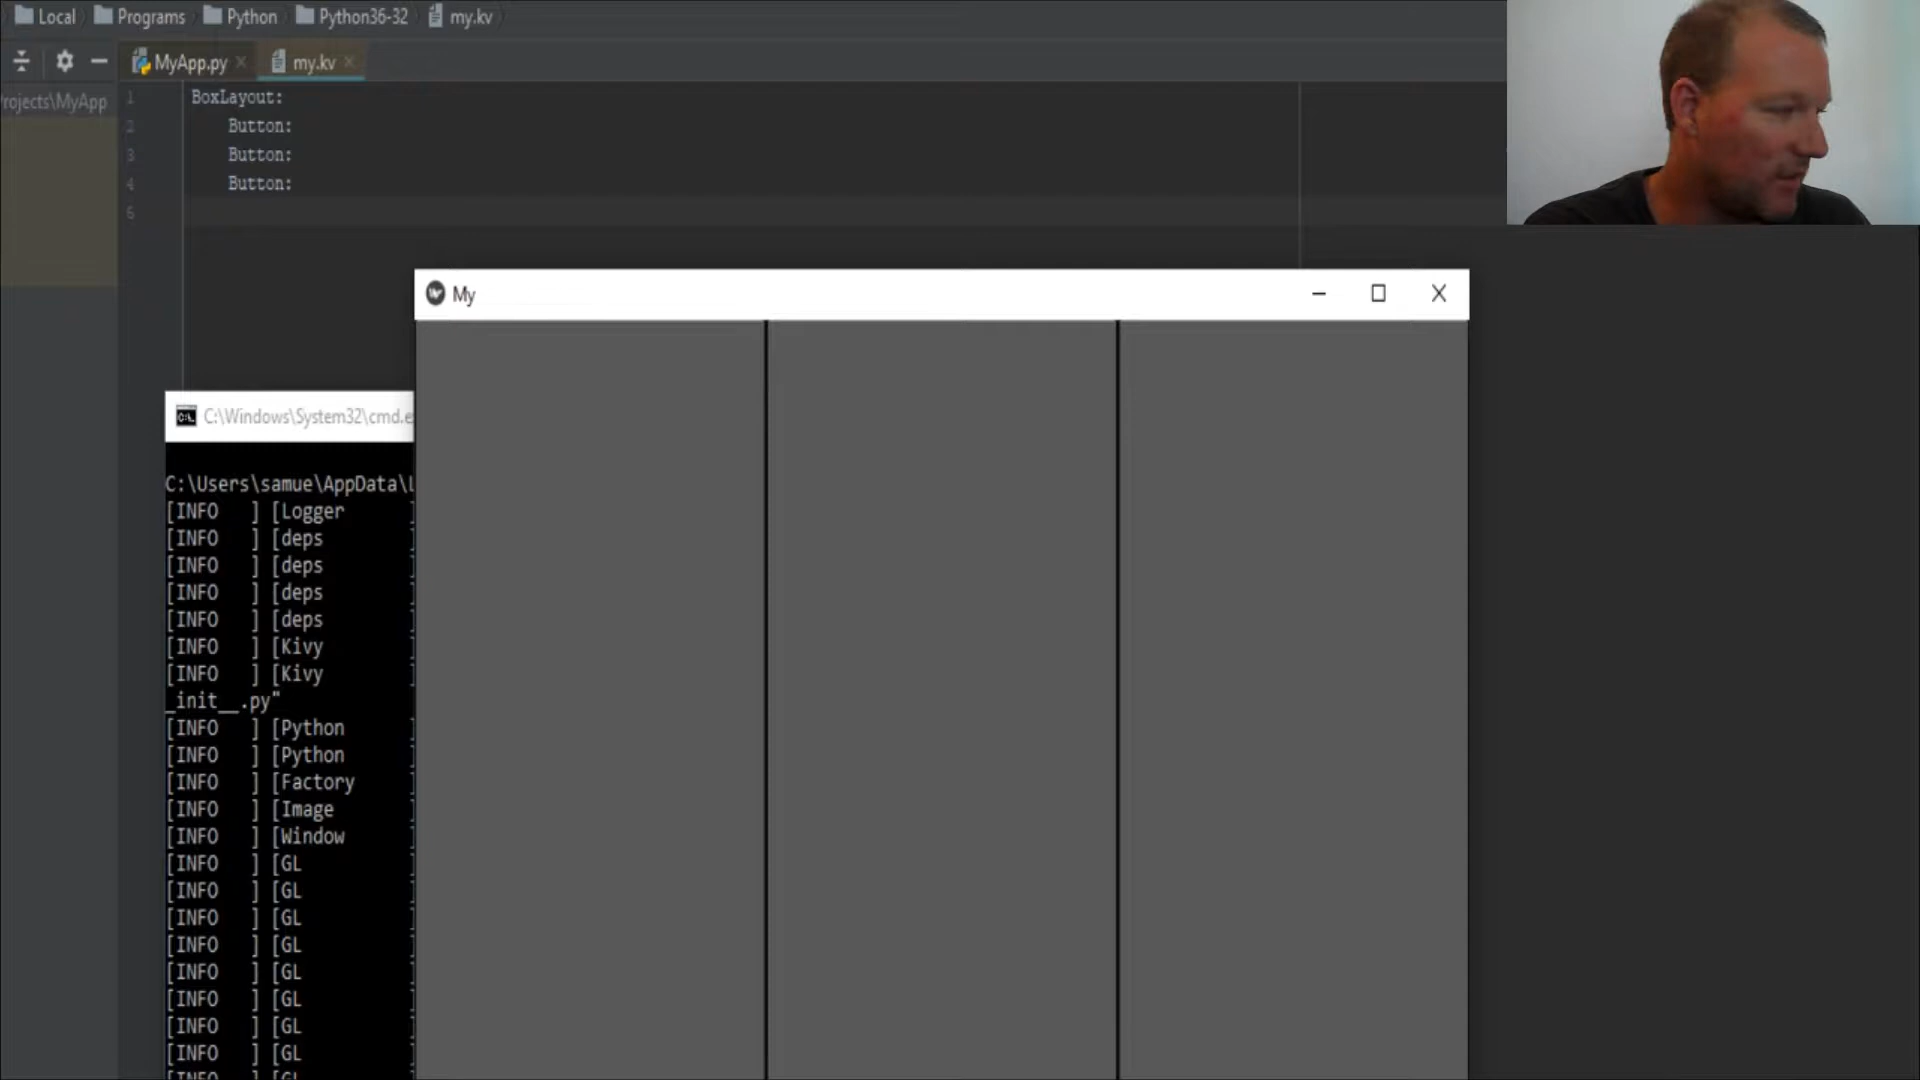 Local Programs Python Python36-32 my.kv
MyApp.py my.kv
rojects\MyApp
1 BoxLayout:
2 Button:
3 Button:
4 Button:
6
My
C:\Windows\System32\cmd.e
C:\Users\samue\AppData\L
[INFO ] [Logger ]
[INFO ] [deps ]
[INFO ] [deps ]
[INFO ] [deps ]
[INFO ] [deps ]
[INFO ] [Kivy ]
[INFO ] [Kivy ]
_init__.py"
[INFO ] [Python ]
[INFO ] [Python ]
[INFO ] [Factory ]
[INFO ] [Image ]
[INFO ] [Window ]
[INFO ] [GL ]
[INFO ] [GL ]
[INFO ] [GL ]
[INFO ] [GL ]
[INFO ] [GL ]
[INFO ] [GL ]
[INFO ] [GL ]
[INFO ] [GL ]
[INFO ] [GL ]